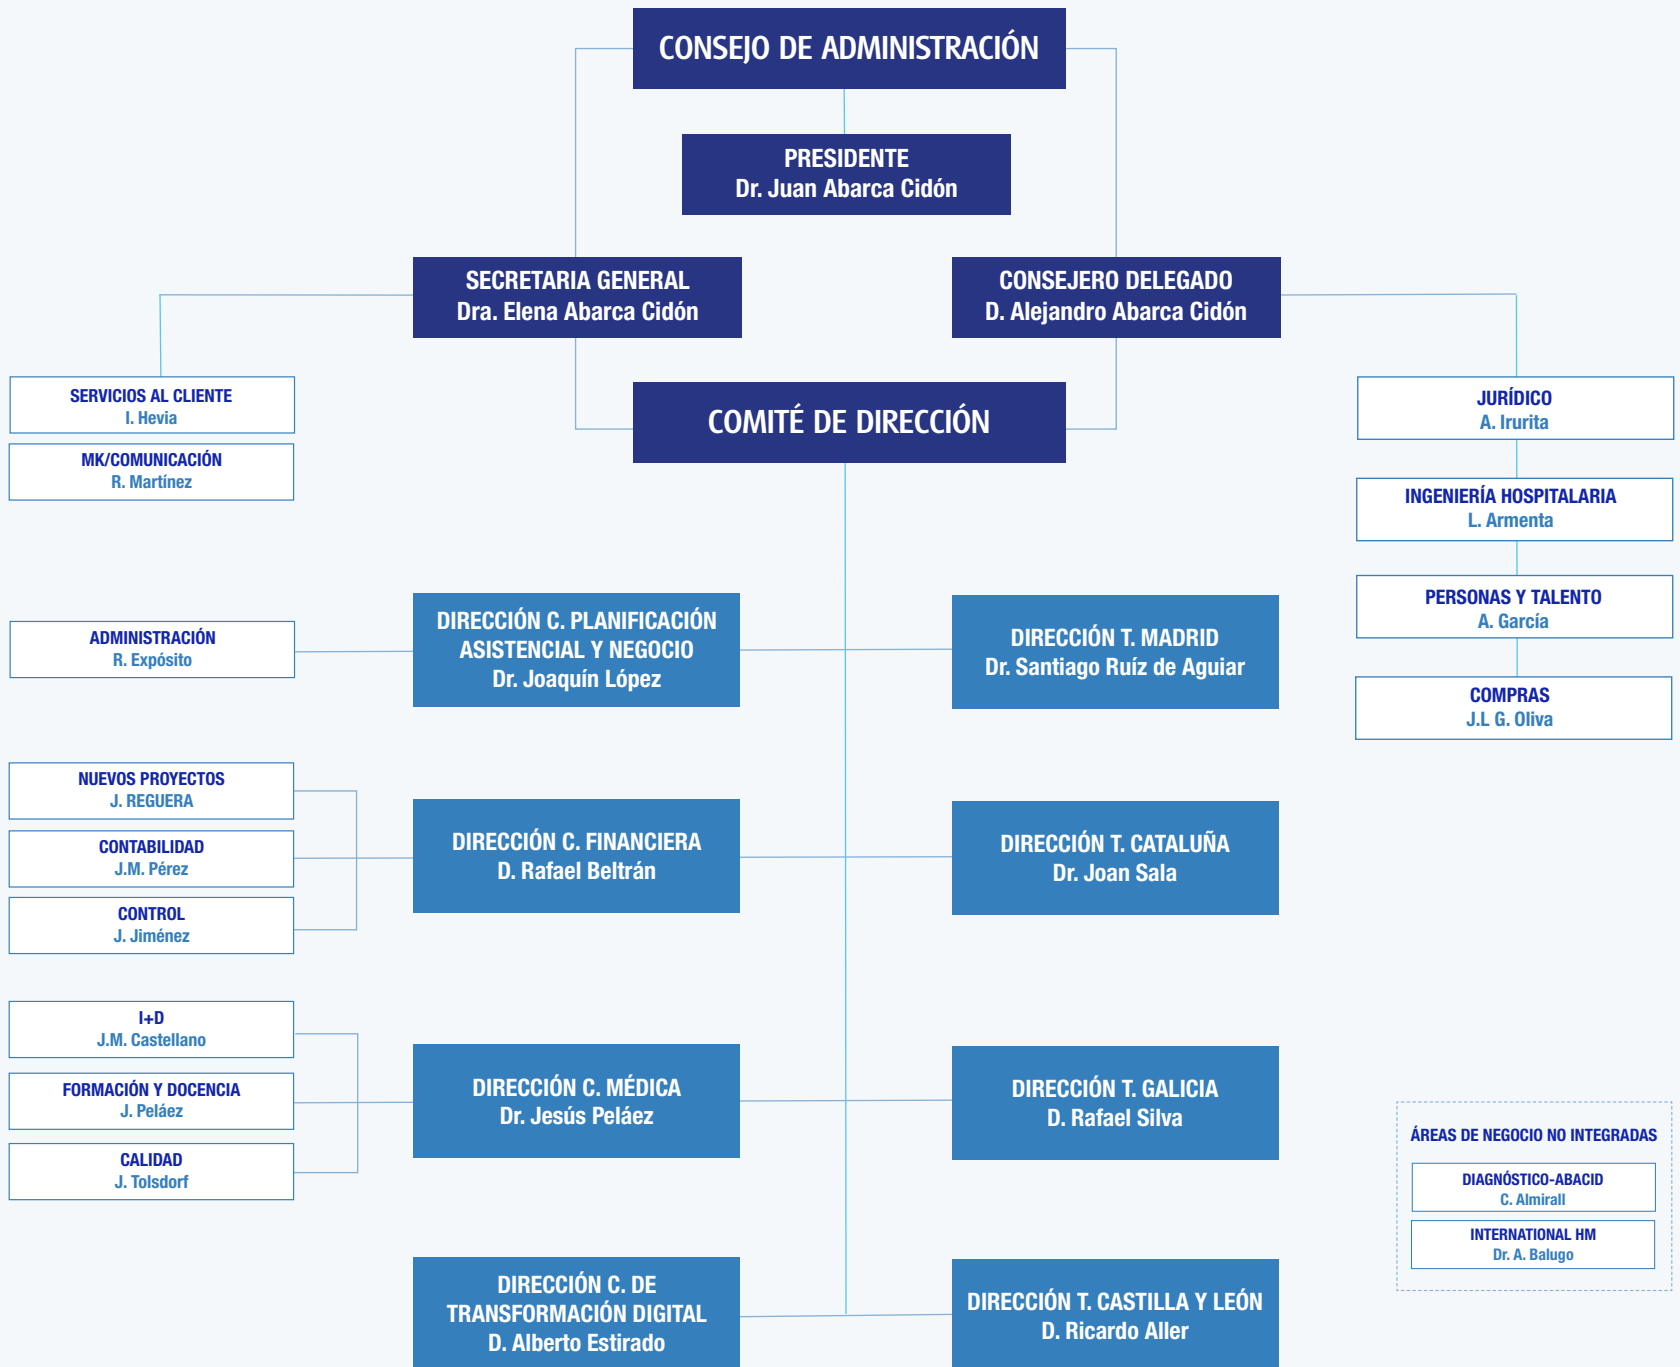 CONSEJO DE ADMINISTRACIÓN
PRESIDENTE
Dr. Juan Abarca Cidón
SECRETARIA GENERAL
Dra. Elena Abarca Cidón
CONSEJERO DELEGADO
D. Alejandro Abarca Cidón
COMITÉ DE DIRECCIÓN
SERVICIOS AL CLIENTE
I. Hevia
MK/COMUNICACIÓN
R. Martínez
JURÍDICO
A. Irurita
INGENIERÍA HOSPITALARIA
L. Armenta
PERSONAS Y TALENTO
A. García
COMPRAS
J.L G. Oliva
ADMINISTRACIÓN
R. Expósito
DIRECCIÓN C. PLANIFICACIÓN
ASISTENCIAL Y NEGOCIO
Dr. Joaquín López
DIRECCIÓN T. MADRID
Dr. Santiago Ruíz de Aguiar
NUEVOS PROYECTOS
J. REGUERA
CONTABILIDAD
J.M. Pérez
CONTROL
J. Jiménez
DIRECCIÓN C. FINANCIERA
D. Rafael Beltrán
DIRECCIÓN T. CATALUÑA
Dr. Joan Sala
I+D
J.M. Castellano
FORMACIÓN Y DOCENCIA
J. Peláez
CALIDAD
J. Tolsdorf
DIRECCIÓN C. MÉDICA
Dr. Jesús Peláez
DIRECCIÓN T. GALICIA
D. Rafael Silva
ÁREAS DE NEGOCIO NO INTEGRADAS
DIAGNÓSTICO-ABACID
C. Almirall
INTERNATIONAL HM
Dr. A. Balugo
DIRECCIÓN C. DE
TRANSFORMACIÓN DIGITAL
D. Alberto Estirado
DIRECCIÓN T. CASTILLA Y LEÓN
D. Ricardo Aller